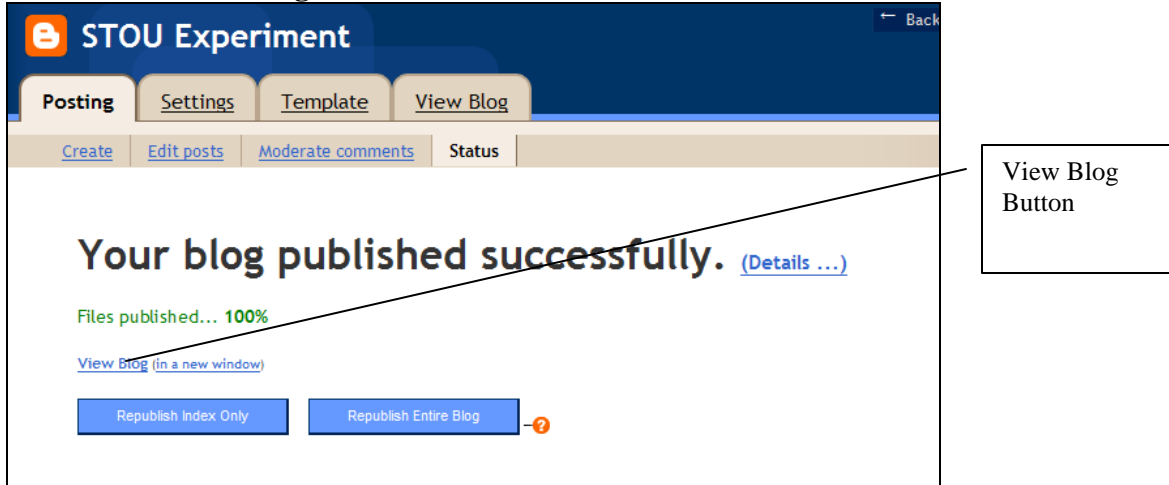 STOU Experiment
← Back
Posting Settings Template View Blog
Create Edit posts Moderate comments Status
View Blog
Button
Your blog published successfully. (Details ...)
Files published... 100%
View Blog (in a new window)
Republish Index Only Republish Entire Blog ?